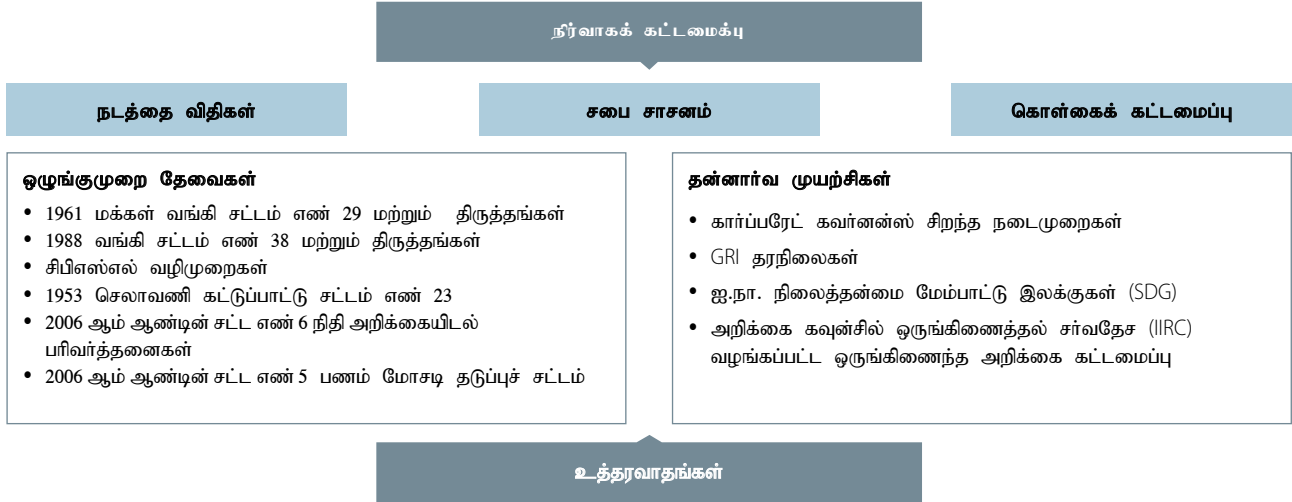 நிர்வாகக் கட்டமைக்பு
நடத்தை விதிகள்
சபை சாசனம்
கொள்கைக் கட்டமைப்பு
ஒழுங்குமுறை தேவைகள்
• 1961 மக்கள் வங்கி சட்டம் எண் 29 மற்றும் திருத்தங்கள்
• 1988 வங்கி சட்டம் எண் 38 மற்றும் திருத்தங்கள்
• சிபிஎஸ்எல் வழிமுறைகள்
• 1953 செலாவணி கட்டுப்பாட்டு சட்டம் எண் 23
• 2006 ஆம் ஆண்டின் சட்ட எண் 6 நிதி அறிக்கையிடல்
பரிவர்த்தனைகள்
• 2006 ஆம் ஆண்டின் சட்ட எண் 5 பணம் மோசடி தடுப்புச் சட்டம்
தன்னார்வ முயற்சிகள்
• கார்ப்பரேட் கவர்னன்ஸ் சிறந்த நடைமுறைகள்
• GRI தரநிலைகள்
• ஐ.நா. நிலைத்தன்மை மேம்பாட்டு இலக்குகள் (SDG)
• அறிக்கை கவுன்சில் ஒருங்கிணைத்தல் சர்வதேச (IIRC)
வழங்கப்பட்ட ஒருங்கிணைந்த அறிக்கை கட்டமைப்பு
உத்தரவாதங்கள்